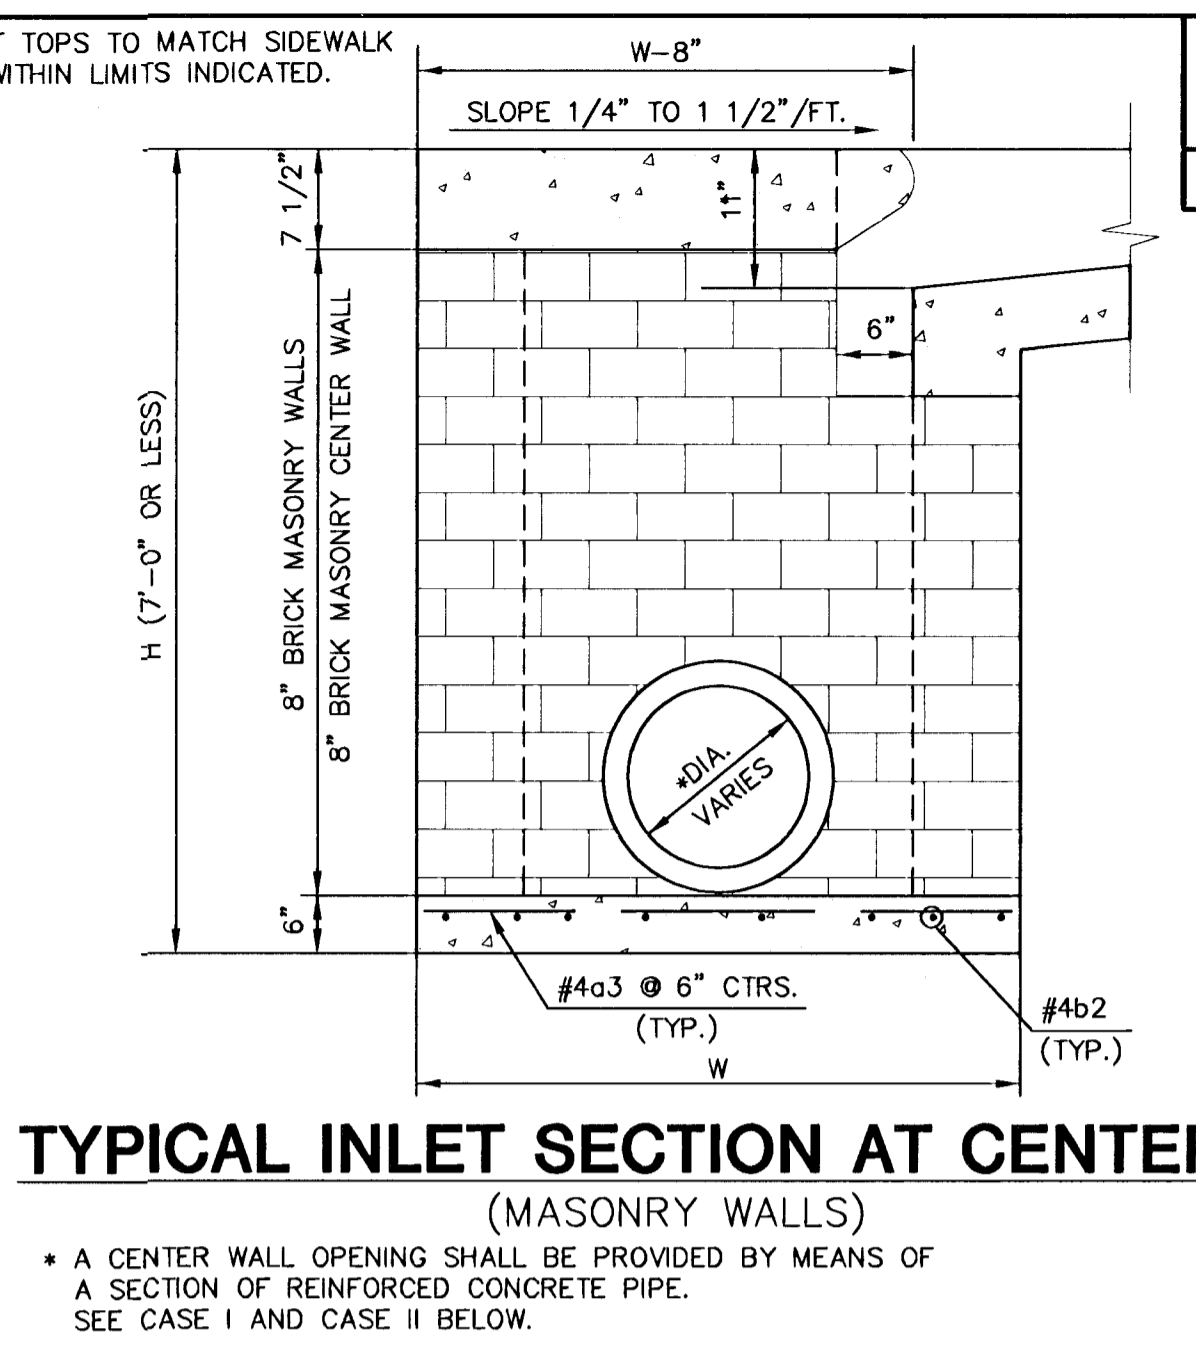 TOPS TO MATCH SIDEWALK
WITHIN LIMITS INDICATED.
W-8"
SLOPE 1/4" TO 1 1/2"/FT.
7 1/2"
11"
6"
H (7'-0" OR LESS)
8" BRICK MASONRY WALLS
8" BRICK MASONRY CENTER WALL
*DIA.
VARIES
6"
#4a3 @ 6" CTRS.
(TYP.)
#4b2
(TYP.)
W
TYPICAL INLET SECTION AT CENTER
(MASONRY WALLS)
* A CENTER WALL OPENING SHALL BE PROVIDED BY MEANS OF
A SECTION OF REINFORCED CONCRETE PIPE.
SEE CASE I AND CASE II BELOW.